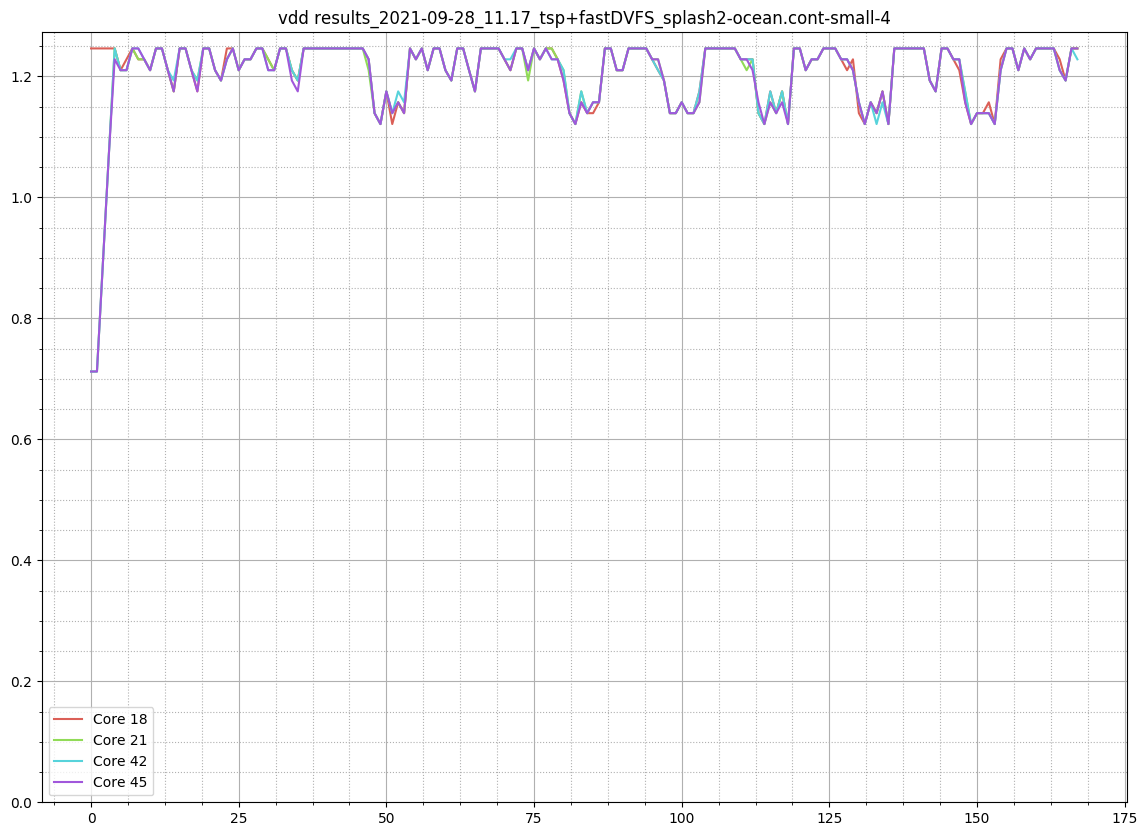 vdd results_2021-09-28_11.17_tsp+fastDVFS_splash2-ocean.cont-small-4
1.2
1.0
0.8
0.6
0.4
0.2
0.0
Core 18
Core 21
Core 42
Core 45
0 25 50 75 100 125 150 175